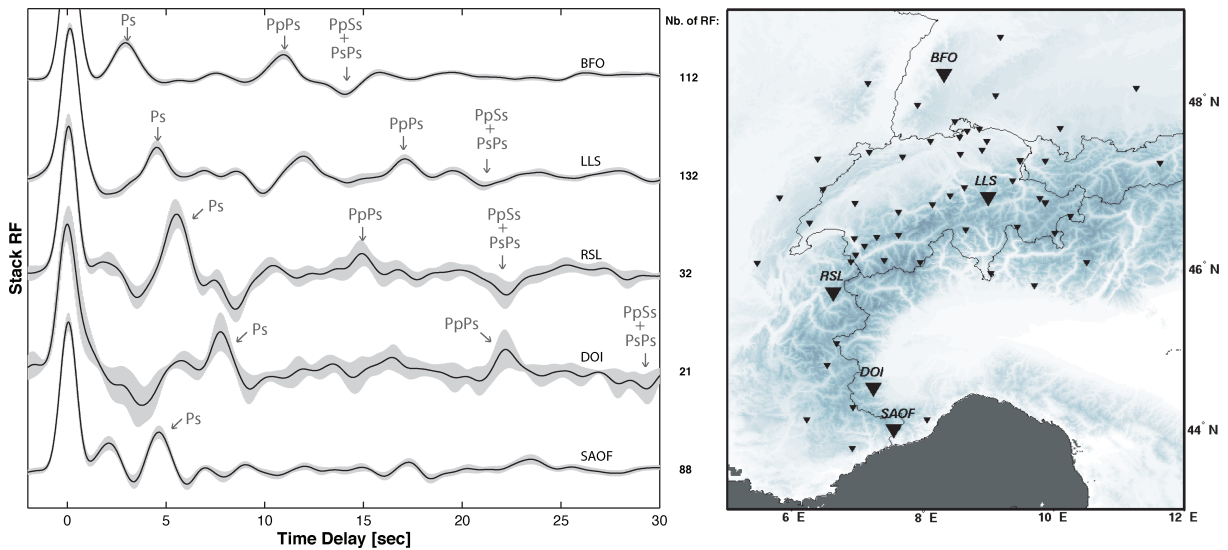 Nb. of RF:
Ps
PpPs
PpSs
+
PsPs
BFO
112
Ps
PpPs
PpSs
+
PsPs
LLS
132
Ps
PpPs
PpSs
+
PsPs
RSL
32
Ps
PpPs
PpSs
+
PsPs
DOI
21
Ps
SAOF
88
Stack RF
0 5 10 15 20 25 30
Time Delay [sec]
BFO
LLS
RSL
DOI
SAOF
48° N
46° N
44° N
6° E 8° E 10° E 12° E